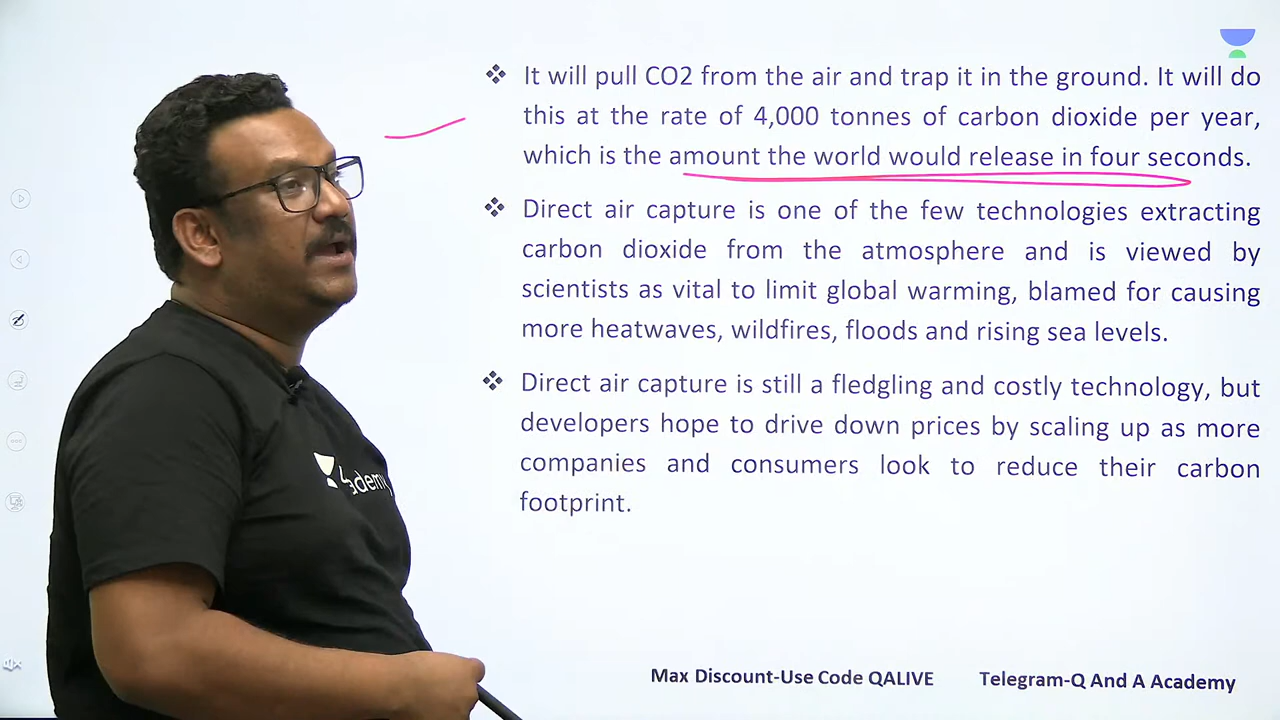 ❖ It will pull CO2 from the air and trap it in the ground. It will do
this at the rate of 4,000 tonnes of carbon dioxide per year,
which is the amount the world would release in four seconds.
❖ Direct air capture is one of the few technologies extracting
carbon dioxide from the atmosphere and is viewed by
scientists as vital to limit global warming, blamed for causing
more heatwaves, wildfires, floods and rising sea levels.
❖ Direct air capture is still a fledgling and costly technology, but
developers hope to drive down prices by scaling up as more
companies and consumers look to reduce their carbon
footprint.
Max Discount-Use Code QALIVE Telegram-Q And A Academy